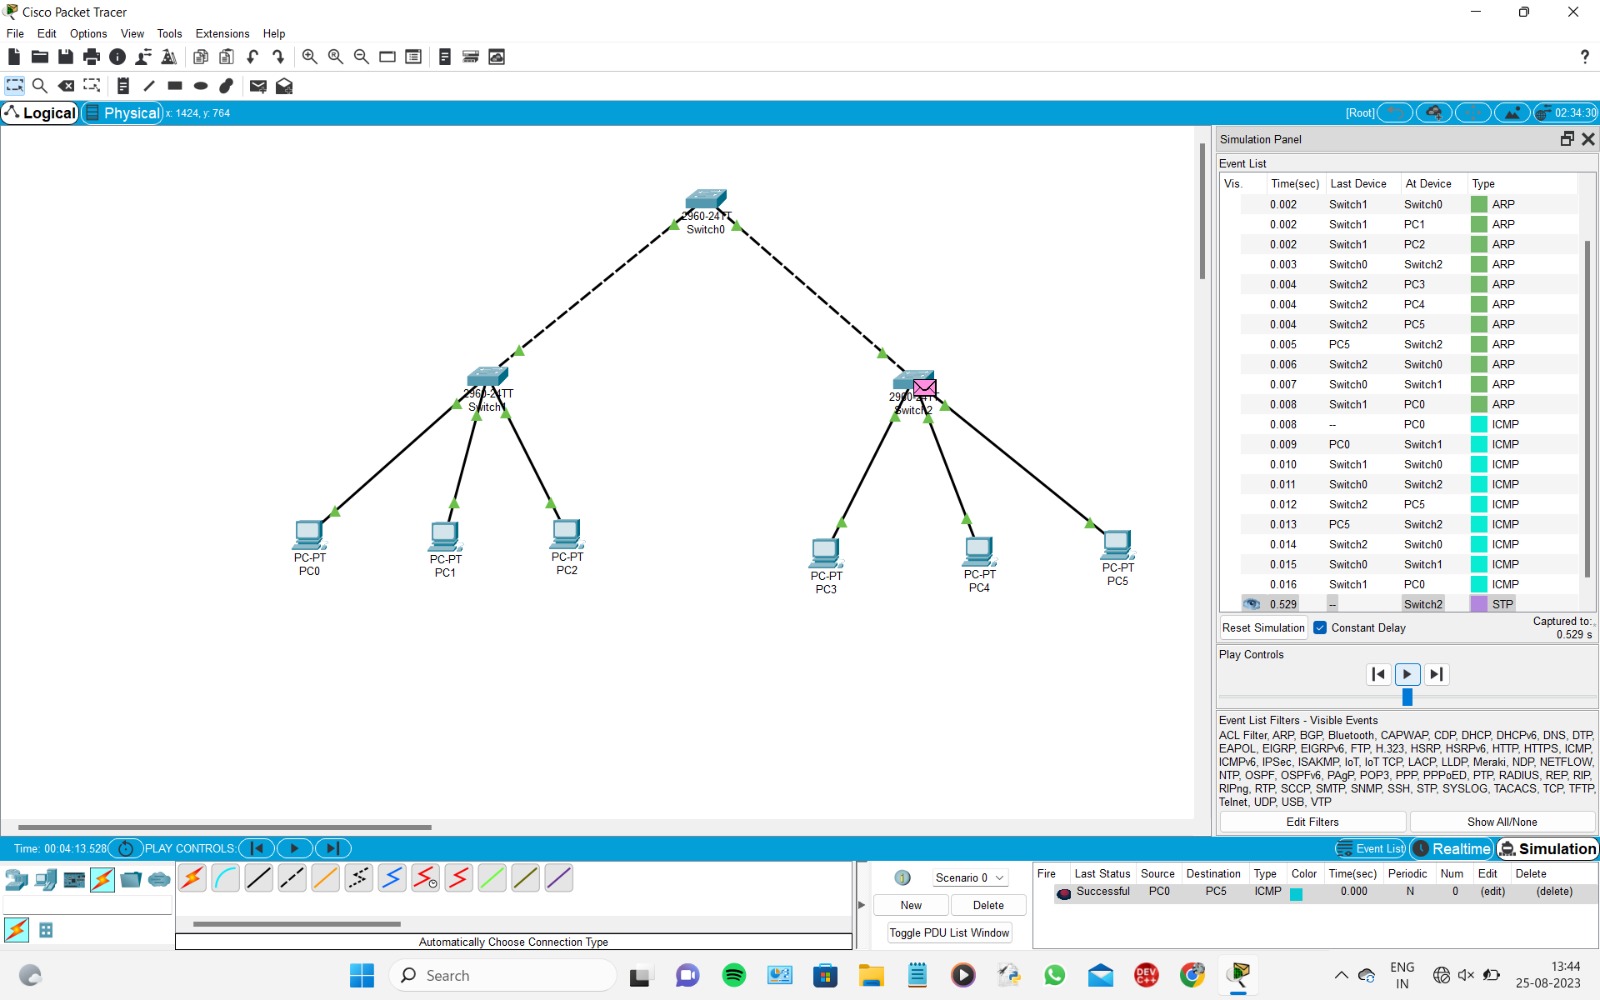 Cisco Packet Tracer
File Edit Options View Tools Extensions Help
?
Logical Physical x: 1424, y: 764 [Root] 02:34:30
Simulation Panel
Event List
Vis. Time(sec) Last Device At Device Type
0.002 Switch1 Switch0 ARP
0.002 Switch1 PC1 ARP
0.002 Switch1 PC2 ARP
0.003 Switch0 Switch2 ARP
0.004 Switch2 PC3 ARP
0.004 Switch2 PC4 ARP
0.004 Switch2 PC5 ARP
0.005 PC5 Switch2 ARP
0.006 Switch2 Switch0 ARP
0.007 Switch0 Switch1 ARP
0.008 Switch1 PC0 ARP
0.008 -- PC0 ICMP
0.009 PC0 Switch1 ICMP
0.010 Switch1 Switch0 ICMP
0.011 Switch0 Switch2 ICMP
0.012 Switch2 PC5 ICMP
0.013 PC5 Switch2 ICMP
0.014 Switch2 Switch0 ICMP
0.015 Switch0 Switch1 ICMP
0.016 Switch1 PC0 ICMP
0.529 -- Switch2 STP
Reset Simulation Constant Delay Captured to:
0.529 s
Play Controls
Event List Filters - Visible Events
ACL Filter, ARP, BGP, Bluetooth, CAPWAP, CDP, DHCP, DHCPv6, DNS, DTP,
EAPOL, EIGRP, EIGRPv6, FTP, H.323, HSRP, HSRPv6, HTTP, HTTPS, ICMP,
ICMPv6, IPSec, ISAKMP, IoT, IoT TCP, LACP, LLDP, Meraki, NDP, NETFLOW,
NTP, OSPF, OSPFv6, PAgP, POP3, PPP, PPPoED, PTP, RADIUS, REP, RIP,
RIPng, RTP, SCCP, SMTP, SNMP, SSH, STP, SYSLOG, TACACS, TCP, TFTP,
Telnet, UDP, USB, VTP
Edit Filters Show All/None
2960-24TT
Switch0
2960-24TT
Switch1
2960-24TT
Switch2
PC-PT
PC0
PC-PT
PC1
PC-PT
PC2
PC-PT
PC3
PC-PT
PC4
PC-PT
PC5
Time: 00:04:13.528 PLAY CONTROLS: Event List Realtime Simulation
Scenario 0
New Delete
Toggle PDU List Window
Fire Last Status Source Destination Type Color Time(sec) Periodic Num Edit Delete
Successful PC0 PC5 ICMP 0.000 N 0 (edit) (delete)
Automatically Choose Connection Type
Search
DEV C++
ENG
IN
13:44
25-08-2023